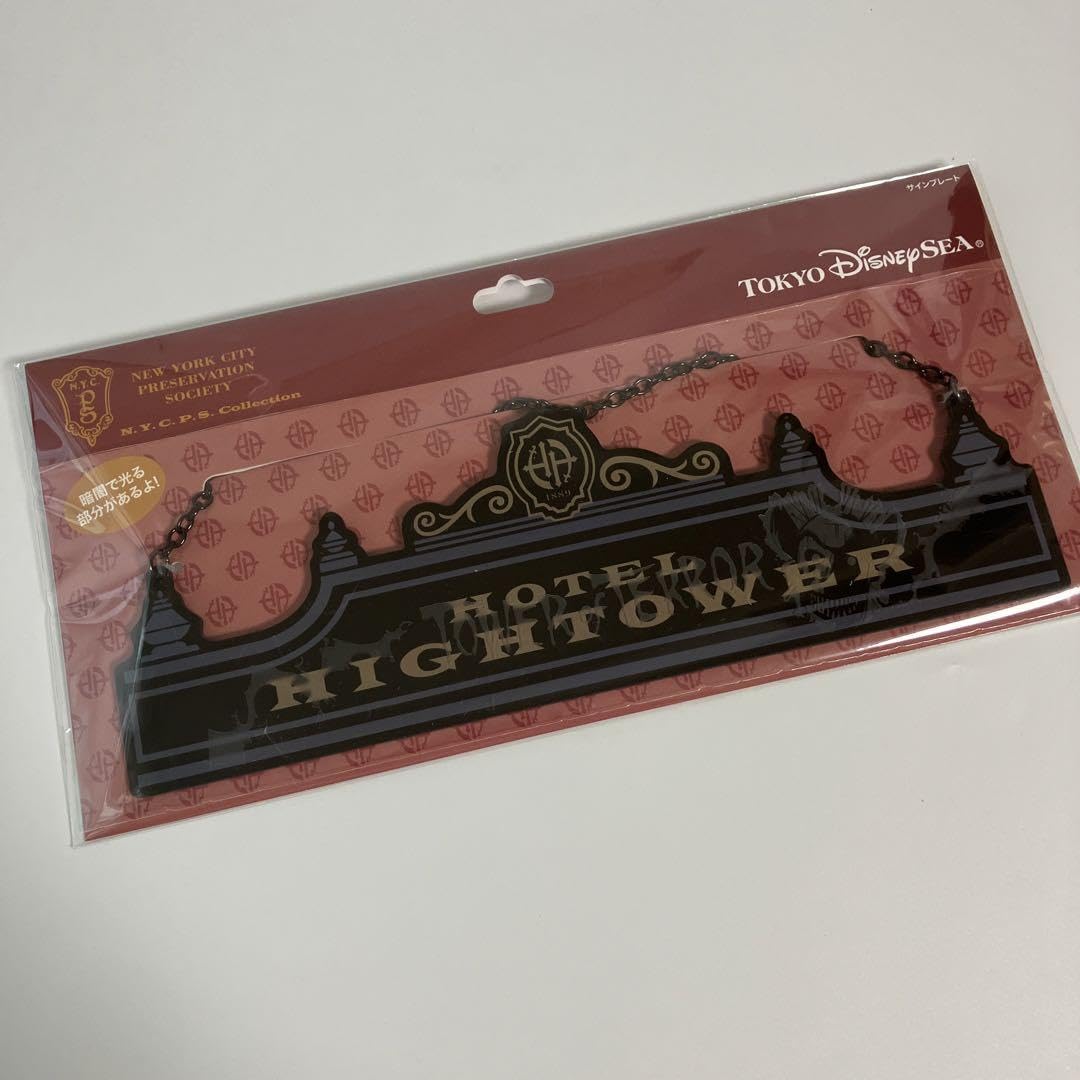 サインプレート
TOKYO DISNEYSEA®
N.Y.C.
P.S
NEW YORK CITY
PRESERVATION
SOCIETY
N.Y.C.P.S. Collection
暗闇で光る
部分があるよ!
1889
HOTEL
HIGHTOWER
TOWER OF TERROR